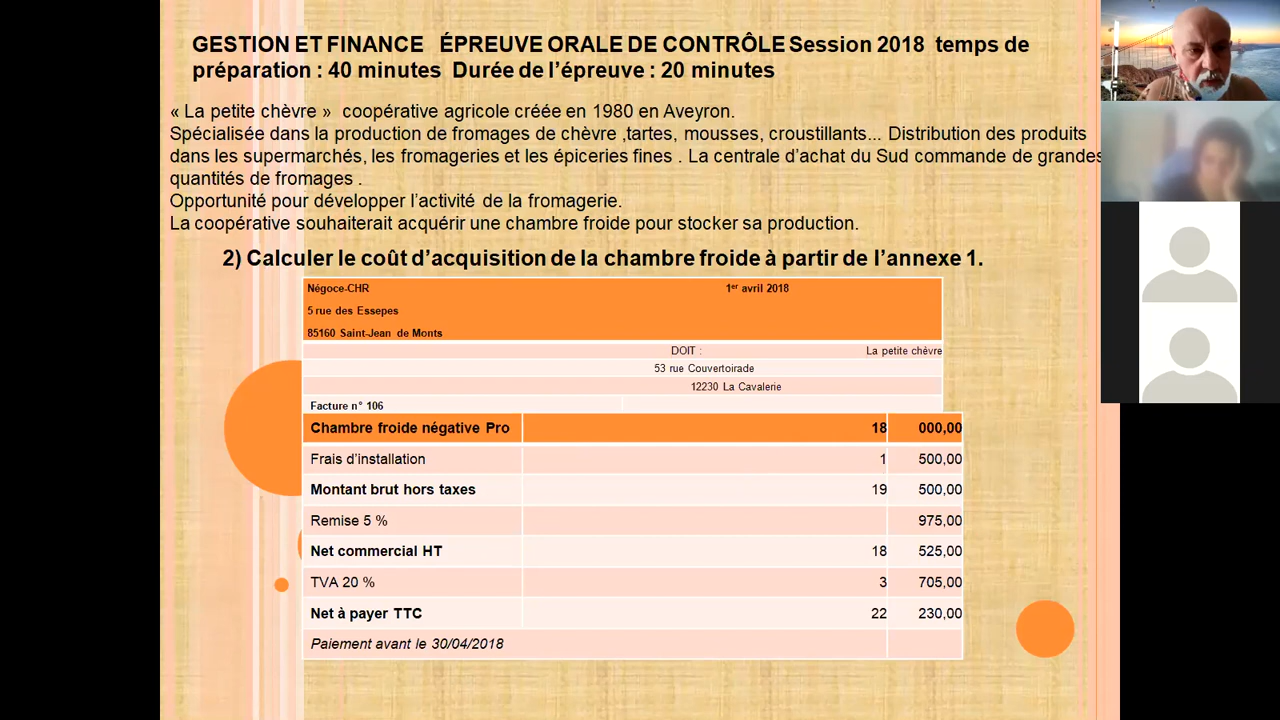 GESTION ET FINANCE ÉPREUVE ORALE DE CONTRÔLE Session 2018 temps de
préparation : 40 minutes Durée de l'épreuve : 20 minutes
« La petite chèvre » coopérative agricole créée en 1980 en Aveyron.
Spécialisée dans la production de fromages de chèvre ,tartes, mousses, croustillants... Distribution des produits
dans les supermarchés, les fromageries et les épiceries fines . La centrale d'achat du Sud commande de grandes
quantités de fromages .
Opportunité pour développer l'activité de la fromagerie.
La coopérative souhaiterait acquérir une chambre froide pour stocker sa production.
2) Calculer le coût d'acquisition de la chambre froide à partir de l'annexe 1.
Négoce-CHR 1er avril 2018
5 rue des Essepes
85160 Saint-Jean de Monts
DOIT : La petite chèvre
53 rue Couvertoirade
12230 La Cavalerie
Facture n° 106
Chambre froide négative Pro 18 000,00
Frais d'installation 1 500,00
Montant brut hors taxes 19 500,00
Remise 5 % 975,00
Net commercial HT 18 525,00
TVA 20 % 3 705,00
Net à payer TTC 22 230,00
Paiement avant le 30/04/2018